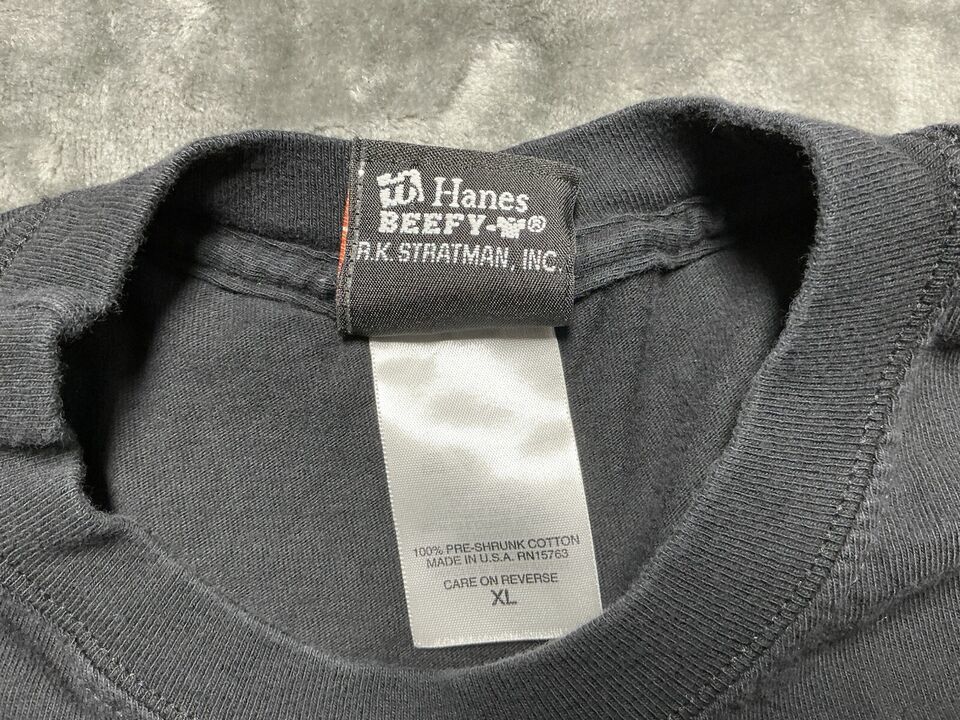 Hanes
BEEFY-®
R.K. STRATMAN, INC.
100% PRE-SHRUNK COTTON
MADE IN U.S.A. RN15763
CARE ON REVERSE
XL